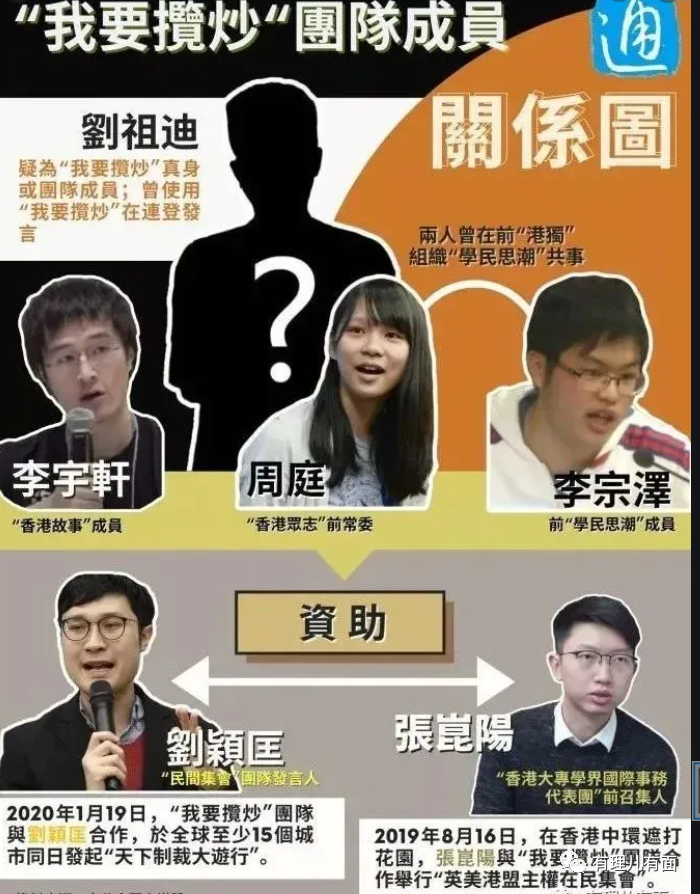 “我要攬炒“團隊成員
通
關係圖
劉祖迪
疑為“我要攬炒”真身
或團隊成員；曾使用
“我要攬炒”在連登發
言
兩人曾在前“港獨”
組織“學民思潮”共事
?
李宇軒
“香港故事”成員
周庭
“香港眾志”前常委
李宗澤
前“學民思潮”成員
資助
劉穎匡
“民間集會”團隊發言人
2020年1月19日，“我要攬炒”團隊
與劉穎匡合作，於全球至少15個城
市同日發起“天下制裁大遊行”。
張崑陽
“香港大專學界國際事務
代表團”前召集人
2019年8月16日，在香港中環遮打
花園，張崑陽與“我要攬炒”團隊合
作舉行“英美港盟主權在民集會”
有理儿有面